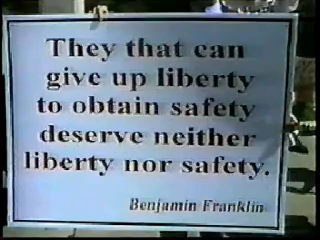 They that can
give up liberty
to obtain safety
deserve neither
liberty nor safety.
Benjamin Franklin